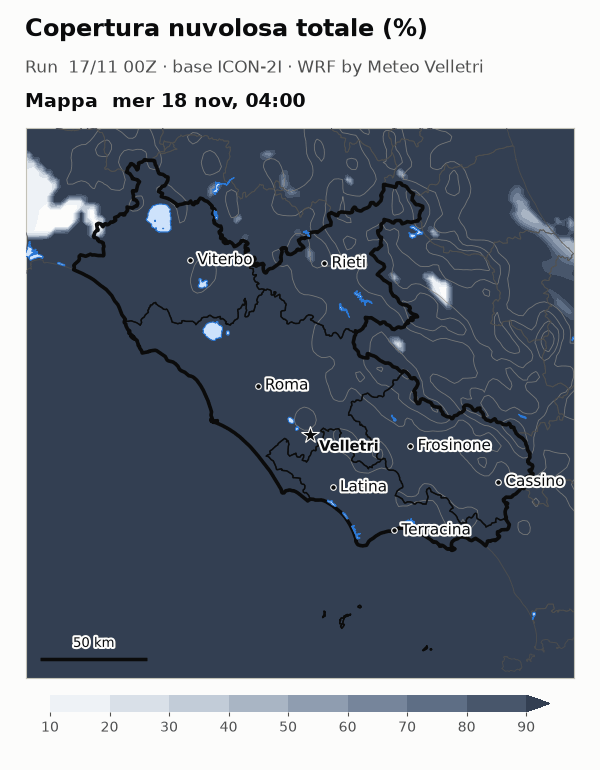 Copertura nuvolosa totale (%)
Run  17/11 00Z · base ICON-2I · WRF by Meteo Velletri
Mappa  mer 18 nov, 04:00
Viterbo
Rieti
Roma
Velletri
Frosinone
Cassino
Latina
Terracina
50 km
10 20 30 40 50 60 70 80 90